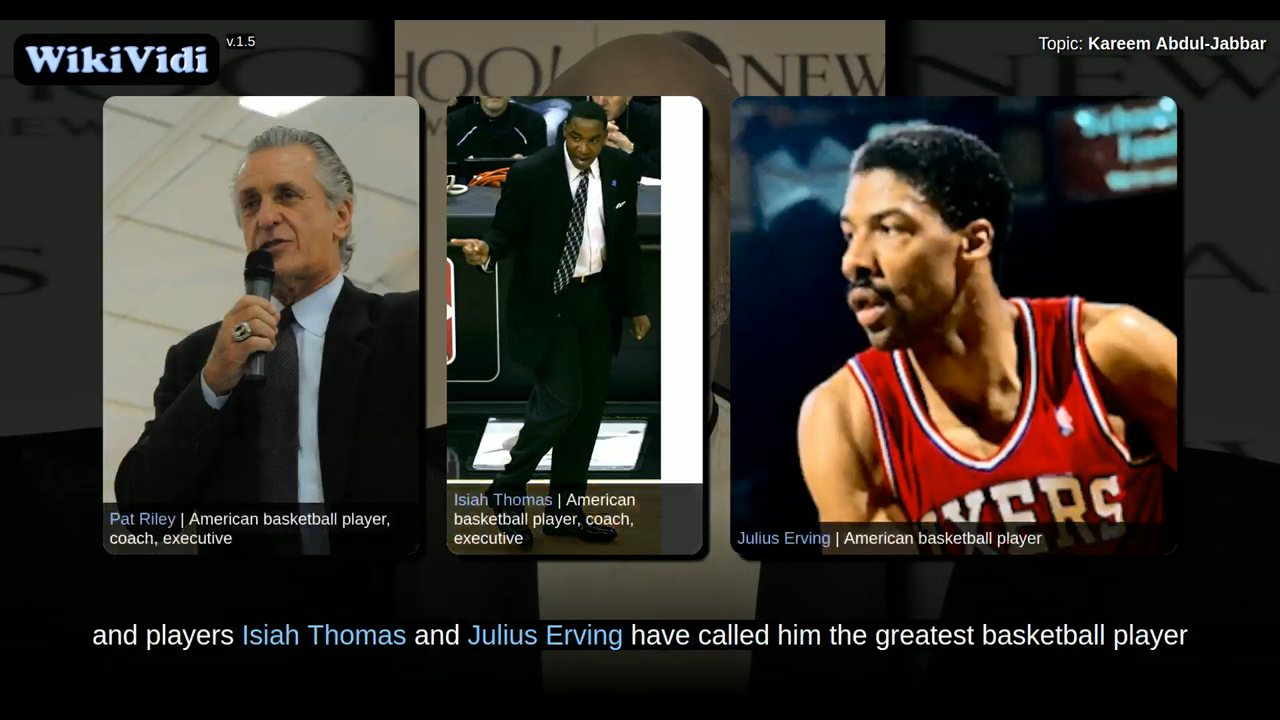 WikiVidi
v.1.5
Topic: Kareem Abdul-Jabbar
NEW
Pat Riley | American basketball player,
coach, executive
Isiah Thomas | American
basketball player, coach,
executive
Julius Erving | American basketball player
and players Isiah Thomas and Julius Erving have called him the greatest basketball player